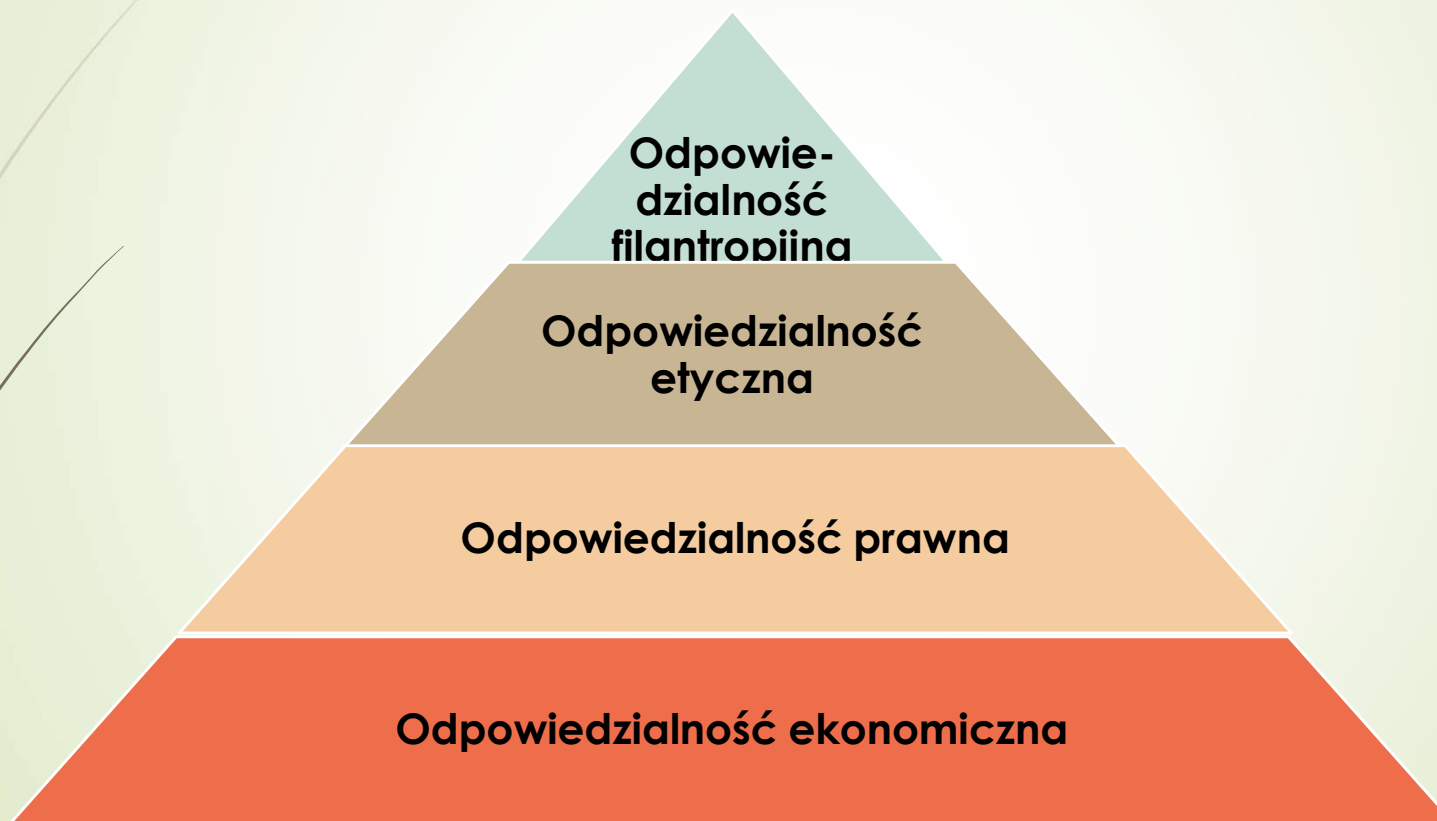 Odpowie-
dzialność
filantropijna
Odpowiedzialność
etyczna
Odpowiedzialność prawna
Odpowiedzialność ekonomiczna